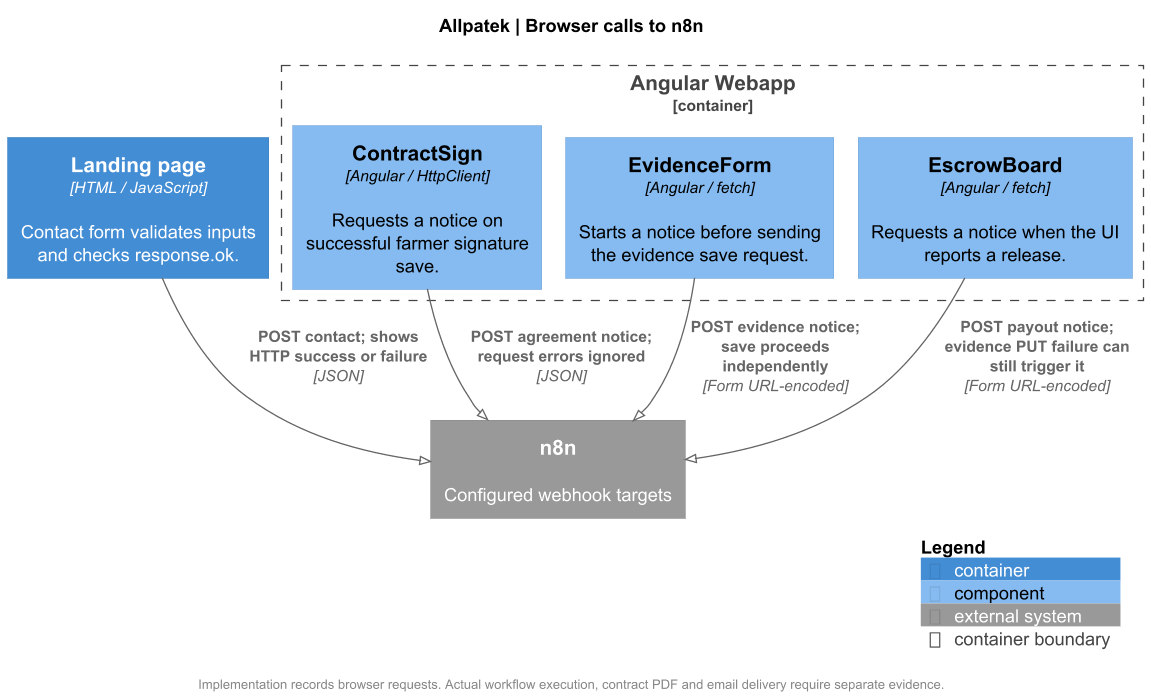 Allpatek | Browser calls to n8n
Angular Webapp
[container]
Landing page
[HTML / JavaScript]
Contact form validates inputs
and checks response.ok.
ContractSign
[Angular / HttpClient]
Requests a notice on
successful farmer signature
save.
EvidenceForm
[Angular / fetch]
Starts a notice before sending
the evidence save request.
EscrowBoard
[Angular / fetch]
Requests a notice when the UI
reports a release.
POST contact; shows
HTTP success or failure
[JSON]
POST agreement notice;
request errors ignored
[JSON]
POST evidence notice;
save proceeds
independently
[Form URL-encoded]
POST payout notice;
evidence PUT failure can
still trigger it
[Form URL-encoded]
n8n
Configured webhook targets
Legend
container
component
external system
container boundary
Implementation records browser requests. Actual workflow execution, contract PDF and email delivery require separate evidence.